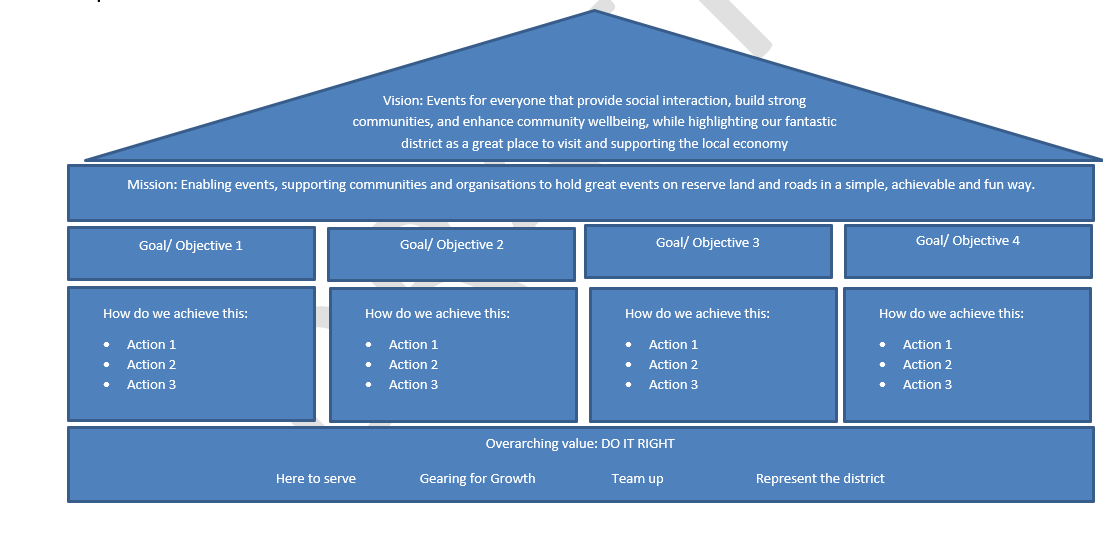 Vision: Events for everyone that provide social interaction, build strong
communities, and enhance community wellbeing, while highlighting our fantastic
district as a great place to visit and supporting the local economy
Mission: Enabling events, supporting communities and organisations to hold great events on reserve land and roads in a simple, achievable and fun way.
Goal/ Objective 1
Goal/ Objective 2
Goal/ Objective 3
Goal/ Objective 4
How do we achieve this:
• Action 1
• Action 2
• Action 3
How do we achieve this:
• Action 1
• Action 2
• Action 3
How do we achieve this:
• Action 1
• Action 2
• Action 3
How do we achieve this:
• Action 1
• Action 2
• Action 3
Overarching value: DO IT RIGHT
Here to serve Gearing for Growth Team up Represent the district